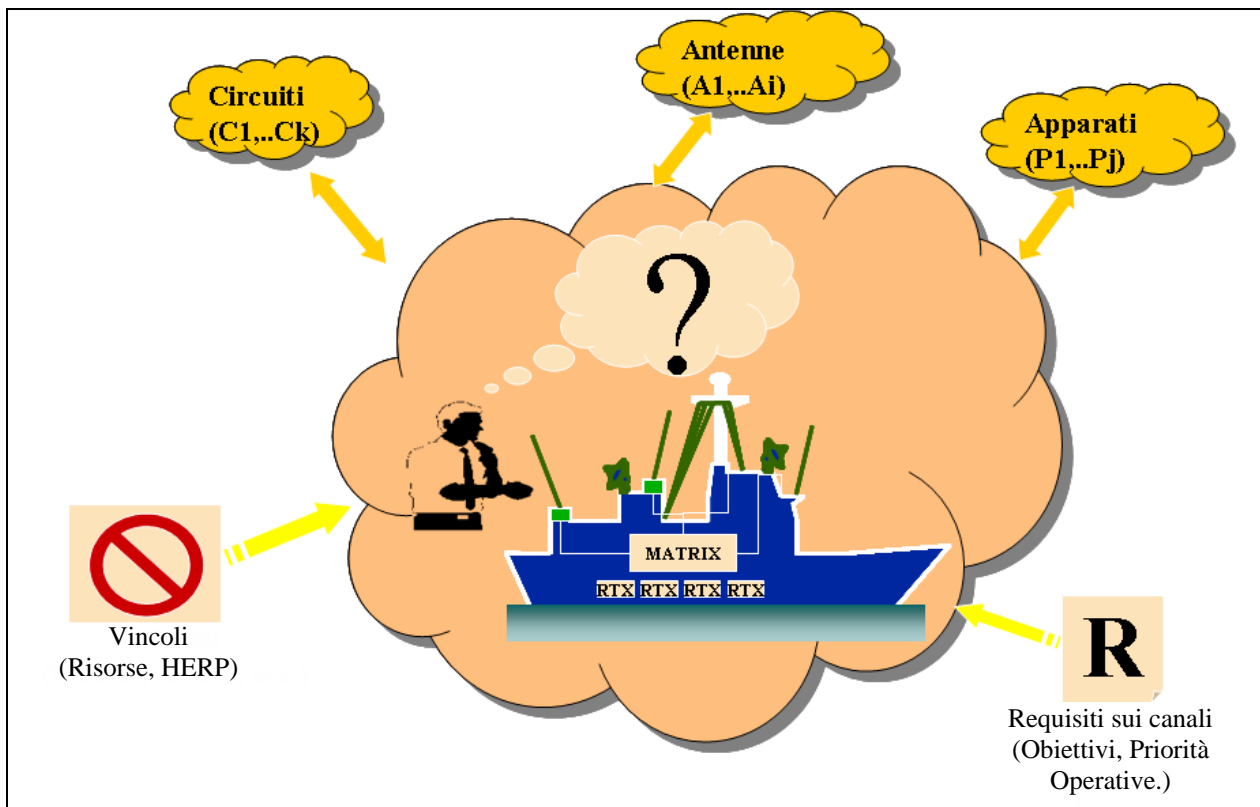 Antenne
(A1,..Ai)
Circuiti
(C1,..Ck)
Apparati
(P1,..Pj)
?
MATRIX
RTX RTX RTX RTX
Vincoli
(Risorse, HERP)
R
Requisiti sui canali
(Obiettivi, Priorità
Operative.)